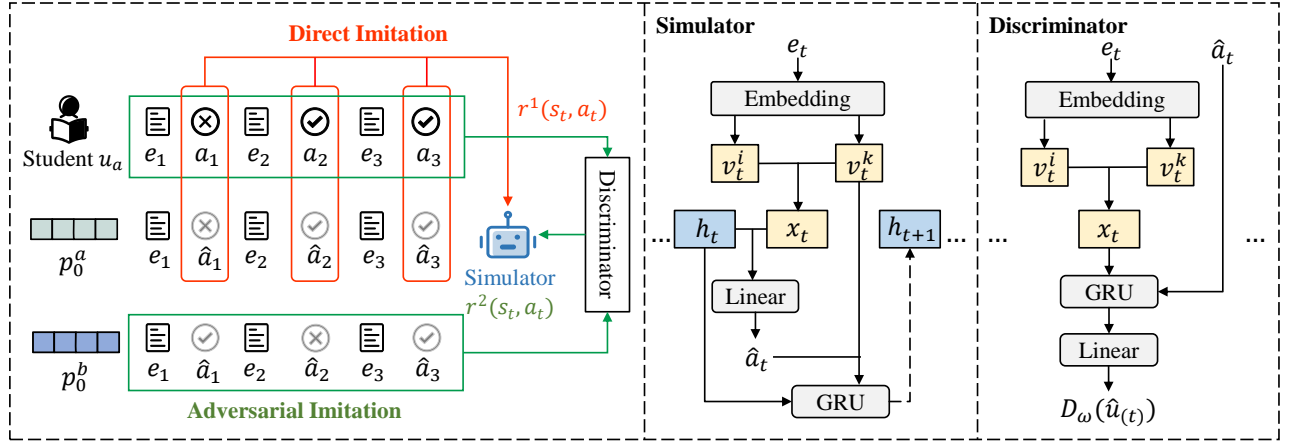 Direct Imitation
r¹(s_t, a_t)
e_1 a_1 e_2 a_2 e_3 a_3
Student u_a
e_1 â_1 e_2 â_2 e_3 â_3
p_0^a
Simulator
r²(s_t, a_t)
Discriminator
e_1 â_1 e_2 â_2 e_3 â_3
p_0^b
Adversarial Imitation
Simulator
e_t
Embedding
v_t^i v_t^k
... h_t x_t h_{t+1} ...
Linear
â_t
GRU
Discriminator
e_t â_t
Embedding
v_t^i v_t^k
... x_t ...
GRU
Linear
D_ω(û_(t))